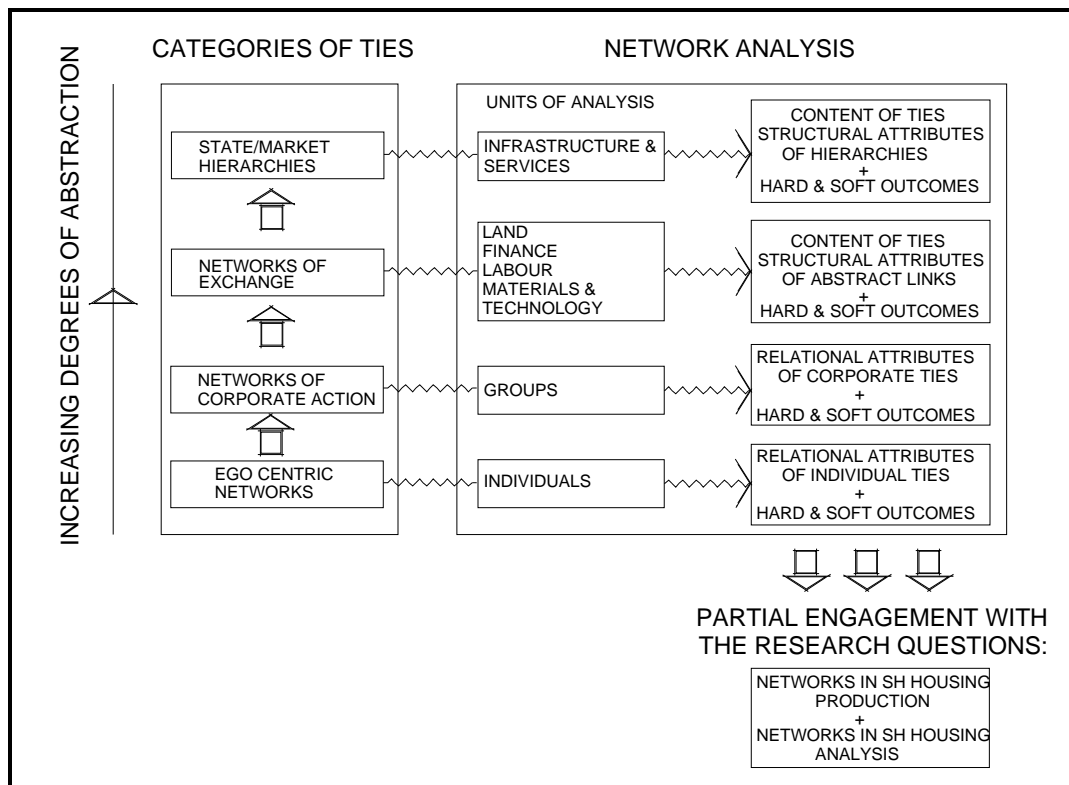 INCREASING DEGREES OF ABSTRACTION
CATEGORIES OF TIES
NETWORK ANALYSIS
UNITS OF ANALYSIS
STATE/MARKET
HIERARCHIES
INFRASTRUCTURE &
SERVICES
CONTENT OF TIES
STRUCTURAL ATTRIBUTES
OF HIERARCHIES
+
HARD & SOFT OUTCOMES
NETWORKS OF
EXCHANGE
LAND
FINANCE
LABOUR
MATERIALS &
TECHNOLOGY
CONTENT OF TIES
STRUCTURAL ATTRIBUTES
OF ABSTRACT LINKS
+
HARD & SOFT OUTCOMES
NETWORKS OF
CORPORATE ACTION
GROUPS
RELATIONAL ATTRIBUTES
OF CORPORATE TIES
+
HARD & SOFT OUTCOMES
EGO CENTRIC
NETWORKS
INDIVIDUALS
RELATIONAL ATTRIBUTES
OF INDIVIDUAL TIES
+
HARD & SOFT OUTCOMES
PARTIAL ENGAGEMENT WITH
THE RESEARCH QUESTIONS:
NETWORKS IN SH HOUSING
PRODUCTION
+
NETWORKS IN SH HOUSING
ANALYSIS